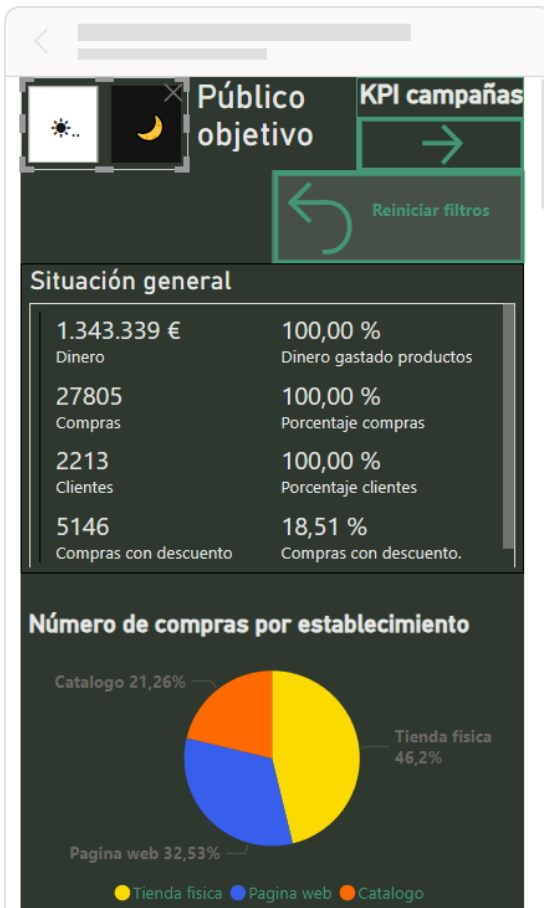 Público
objetivo
KPI campañas
Reiniciar filtros
Situación general
1.343.339 €
Dinero
100,00 %
Dinero gastado productos
27805
Compras
100,00 %
Porcentaje compras
2213
Clientes
100,00 %
Porcentaje clientes
5146
Compras con descuento
18,51 %
Compras con descuento.
Número de compras por establecimiento
Catalogo 21,26%
Tienda fisica
46,2%
Pagina web 32,53%
Tienda fisica
Pagina web
Catalogo